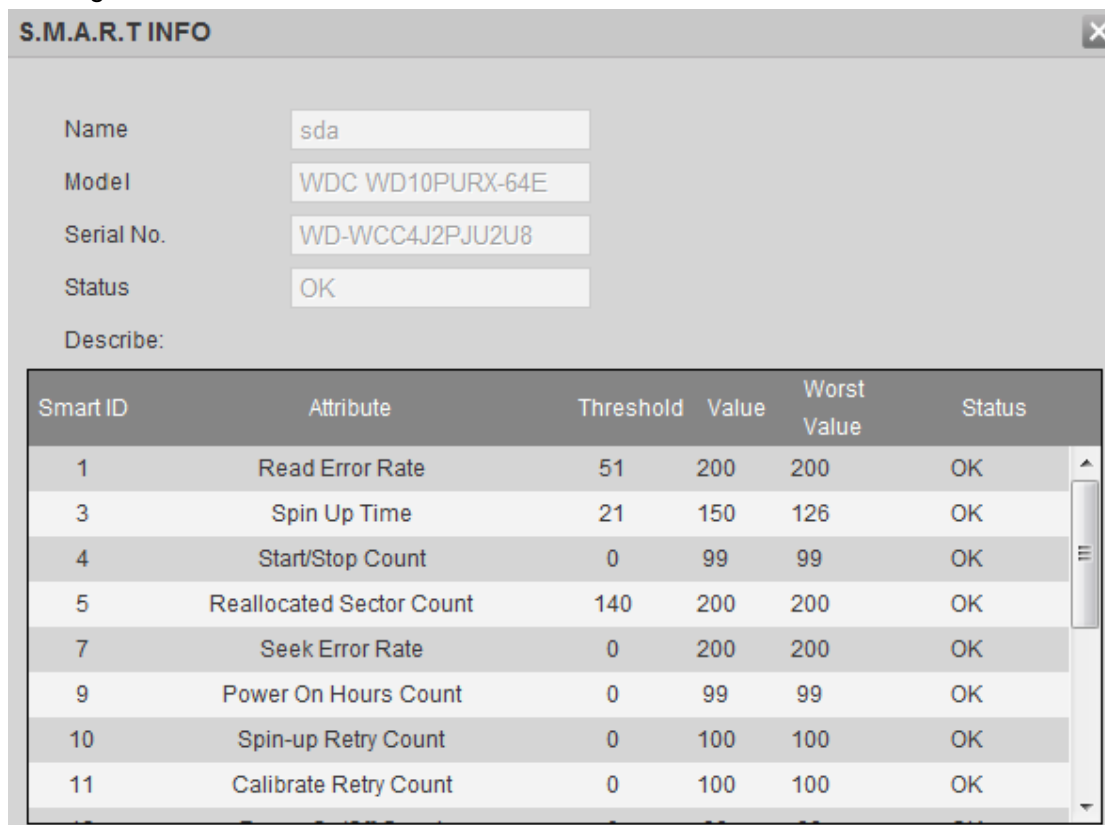 S.M.A.R.T INFO
Name sda
Model WDC WD10PURX-64E
Serial No. WD-WCC4J2PJU2U8
Status OK
Describe:
Smart ID Attribute Threshold Value Worst Value Status
1 Read Error Rate 51 200 200 OK
3 Spin Up Time 21 150 126 OK
4 Start/Stop Count 0 99 99 OK
5 Reallocated Sector Count 140 200 200 OK
7 Seek Error Rate 0 200 200 OK
9 Power On Hours Count 0 99 99 OK
10 Spin-up Retry Count 0 100 100 OK
11 Calibrate Retry Count 0 100 100 OK